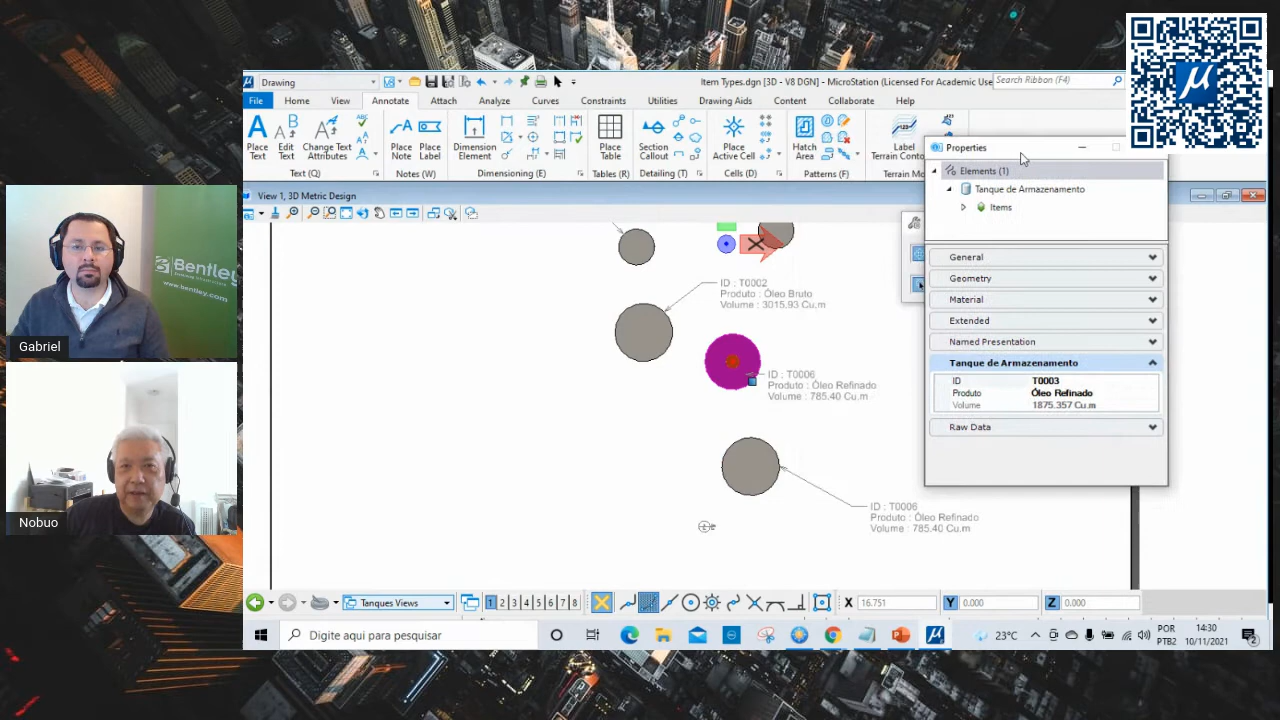 Drawing
Item Types.dgn [3D - V8 DGN] - MicroStation (Licensed For Academic Use
Search Ribbon (F4)
File Home View Annotate Attach Analyze Curves Constraints Utilities Drawing Aids Content Collaborate Help
Place Text
Edit Text
Change Text Attributes
Place Note
Place Label
Dimension Element
Place Table
Section Callout
Place Active Cell
Hatch Area
Label Terrain Conto
Text (Q)
Notes (W)
Dimensioning (E)
Tables (R)
Detailing (T)
Cells (D)
Patterns (F)
Terrain Mo
View 1, 3D Metric Design
Properties
Elements (1)
Tanque de Armazenamento
Items
General
Geometry
Material
Extended
Named Presentation
Tanque de Armazenamento
ID T0003
Produto Óleo Refinado
Volume 1875.357 Cu.m
Raw Data
ID : T0002
Produto : Óleo Bruto
Volume : 3015.93 Cu.m
ID : T0006
Produto : Óleo Refinado
Volume : 785.40 Cu.m
ID : T0006
Produto : Óleo Refinado
Volume : 785.40 Cu.m
Bentley
www.bentley.com
Gabriel
Nobuo
Tanques Views
1 2 3 4 5 6 7 8
X 16.751
Y 0.000
Z 0.000
Digite aqui para pesquisar
23°C
POR
PTB2
14:30
10/11/2021
2